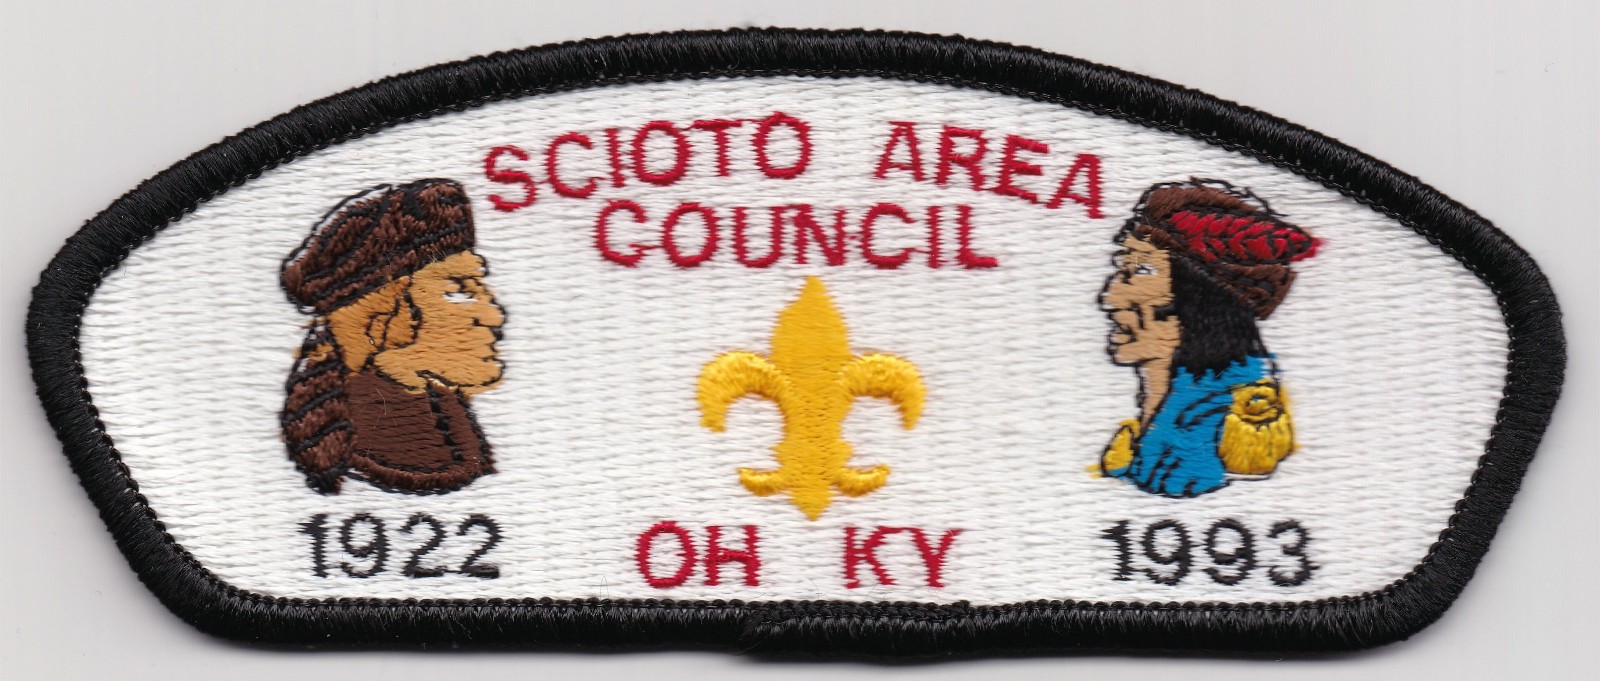 SCIOTO AREA
COUNCIL
1922 OH KY 1993